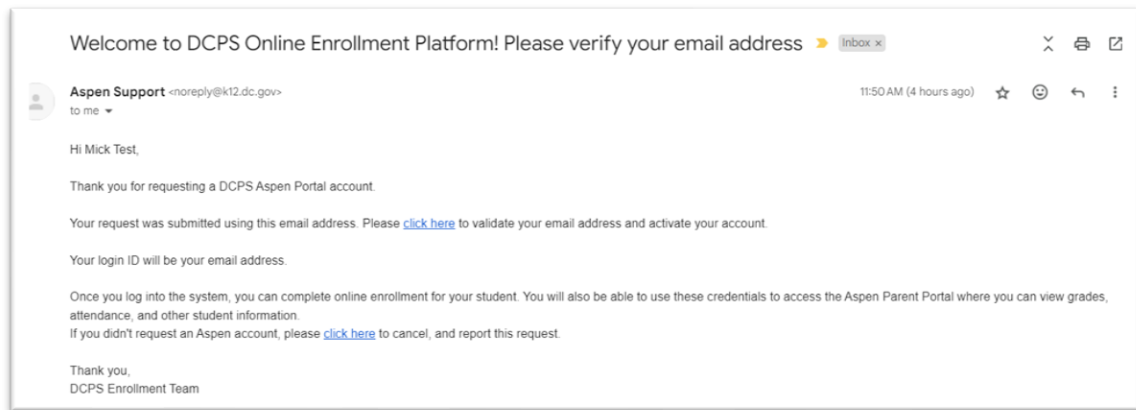 Welcome to DCPS Online Enrollment Platform! Please verify your email address Inbox ×
Aspen Support <noreply@k12.dc.gov> 11:50 AM (4 hours ago)
to me
Hi Mick Test,
Thank you for requesting a DCPS Aspen Portal account.
Your request was submitted using this email address. Please click here to validate your email address and activate your account.
Your login ID will be your email address.
Once you log into the system, you can complete online enrollment for your student. You will also be able to use these credentials to access the Aspen Parent Portal where you can view grades,
attendance, and other student information.
If you didn't request an Aspen account, please click here to cancel, and report this request.
Thank you,
DCPS Enrollment Team